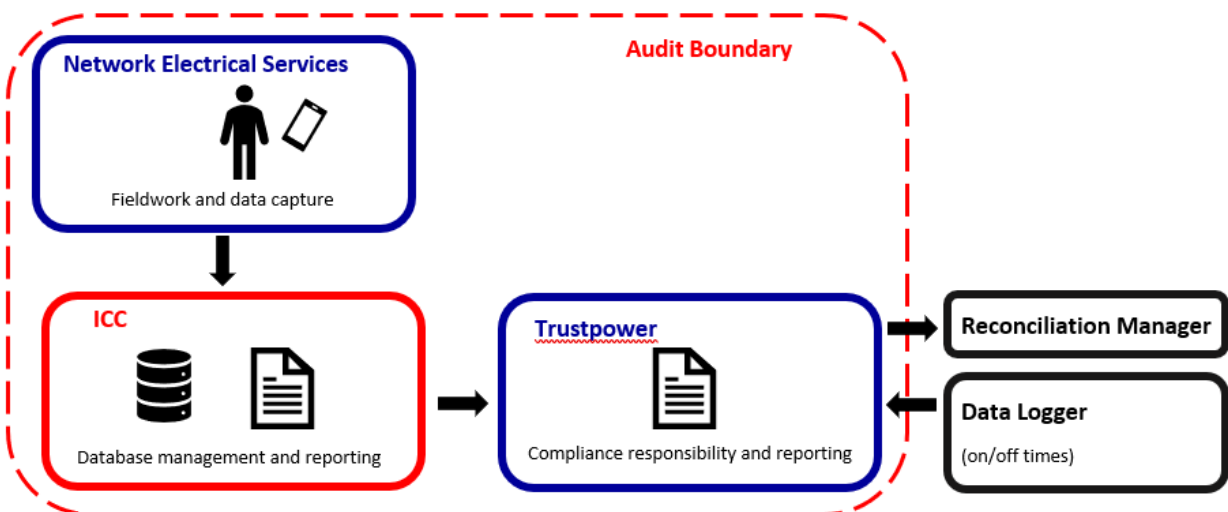 Audit Boundary
Network Electrical Services
Fieldwork and data capture
ICC
Database management and reporting
Trustpower
Compliance responsibility and reporting
Reconciliation Manager
Data Logger
(on/off times)